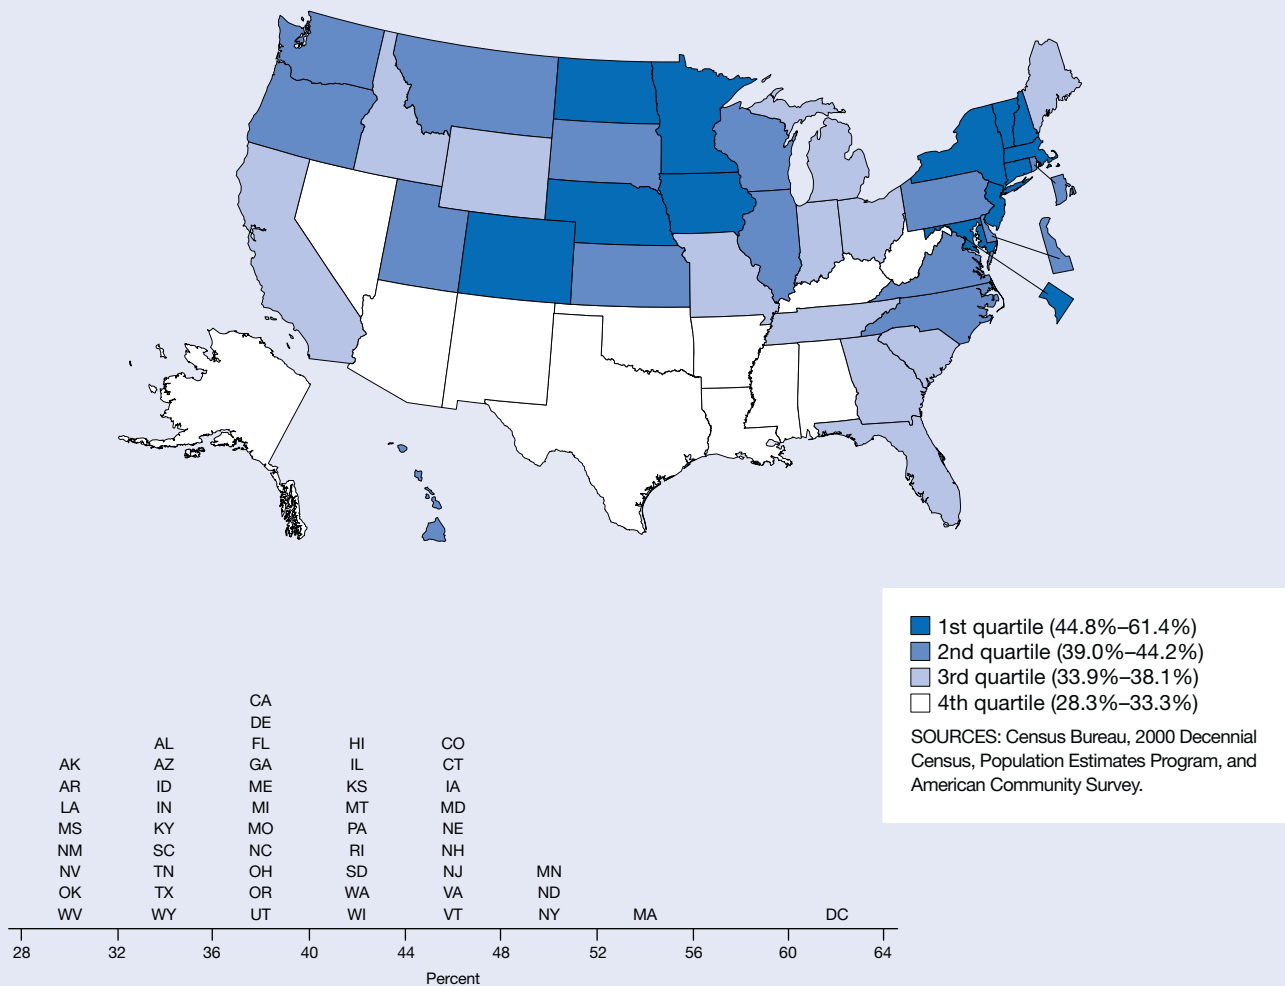 1st quartile (44.8%–61.4%)
2nd quartile (39.0%–44.2%)
3rd quartile (33.9%–38.1%)
4th quartile (28.3%–33.3%)
SOURCES: Census Bureau, 2000 Decennial
Census, Population Estimates Program, and
American Community Survey.
CA
DE
AL FL HI CO
AK AZ GA IL CT
AR ID ME KS IA
LA IN MI MT MD
MS KY MO PA NE
NM SC NC RI NH
NV TN OH SD NJ MN
OK TX OR WA VA ND
WV WY UT WI VT NY MA DC
28 32 36 40 44 48 52 56 60 64
Percent